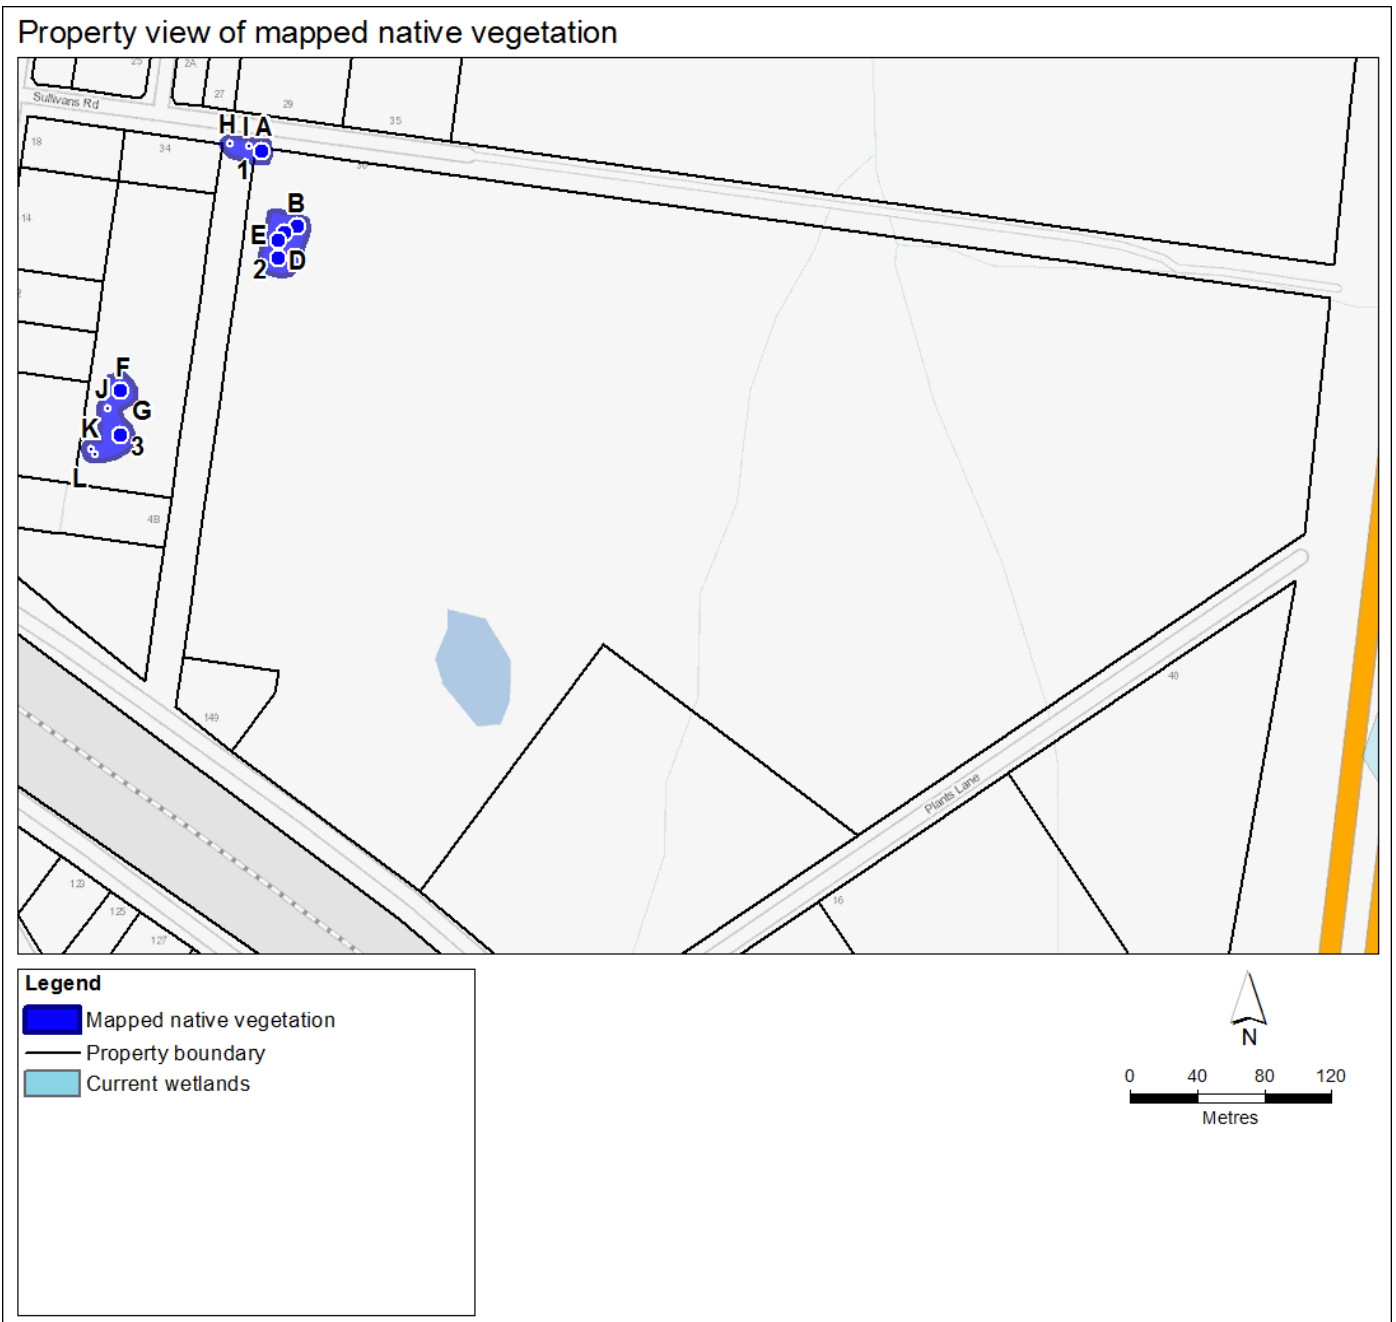 Property view of mapped native vegetation
25
2A
Sullivans Rd
27
29
35
H I A
18
34
1
14
B
E
D
2
F
J
G
K
3
L
4B
149
40
Plants Lane
16
123
125
127
Legend
Mapped native vegetation
Property boundary
Current wetlands
N
0 40 80 120
Metres